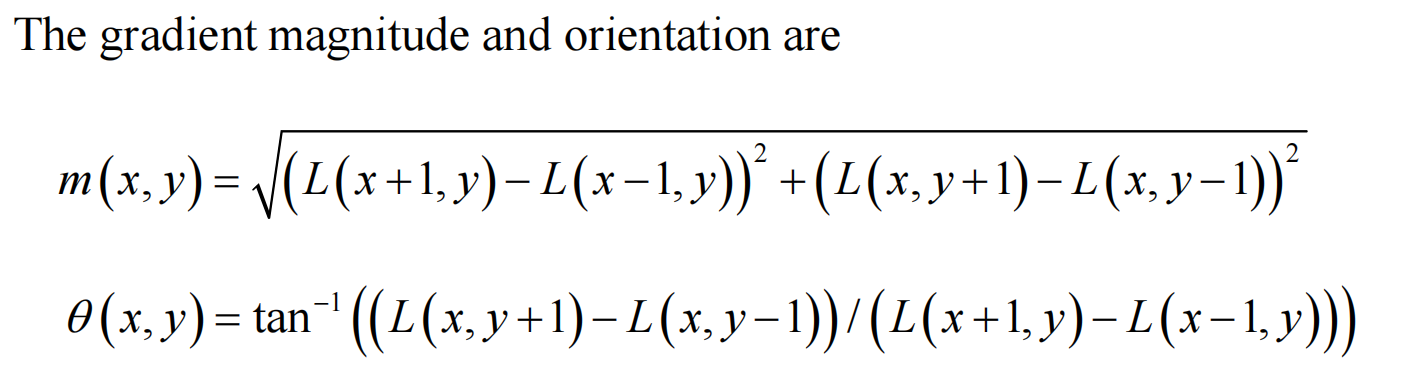 The gradient magnitude and orientation are
m(x, y) = √((L(x+1, y) − L(x−1, y))² + (L(x, y+1) − L(x, y−1))²)
θ(x, y) = tan⁻¹((L(x, y+1) − L(x, y−1)) / (L(x+1, y) − L(x−1, y)))